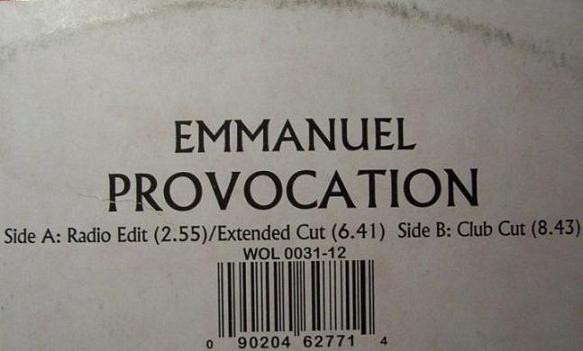 EMMANUEL
PROVOCATION
Side A: Radio Edit (2.55)/Extended Cut (6.41) Side B: Club Cut (8.43)
WOL 0031-12
0 90204 62771 4